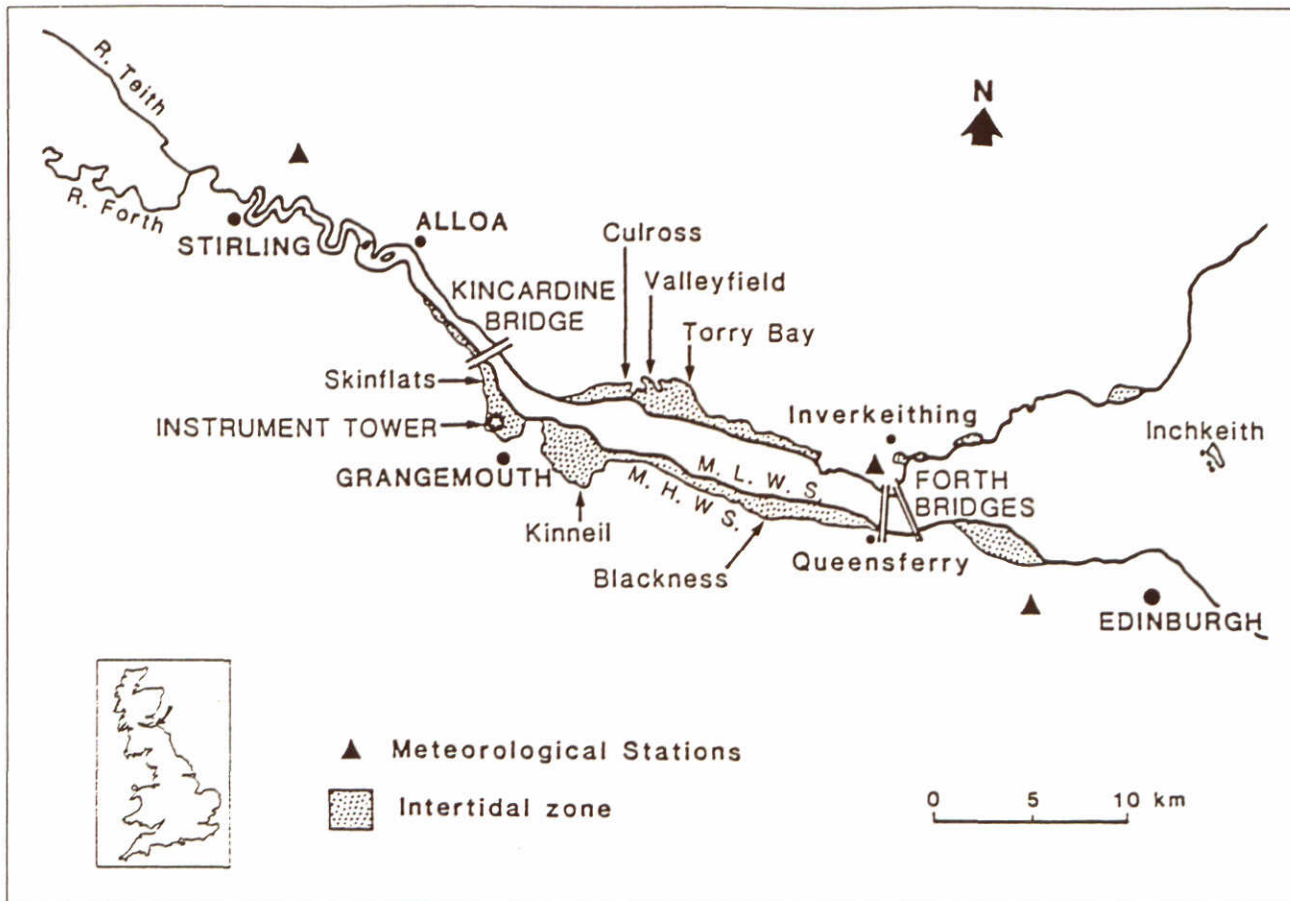 N
R. Teith
R. Forth
STIRLING
ALLOA
Culross
Valleyfield
Torry Bay
KINCARDINE
BRIDGE
Skinflats
INSTRUMENT TOWER
GRANGEMOUTH
Kinneil
M. L. W. S.
M. H. W S.
Blackness
Inverkeithing
FORTH
BRIDGES
Queensferry
Inchkeith
EDINBURGH
Meteorological Stations
Intertidal zone
0 5 10 km